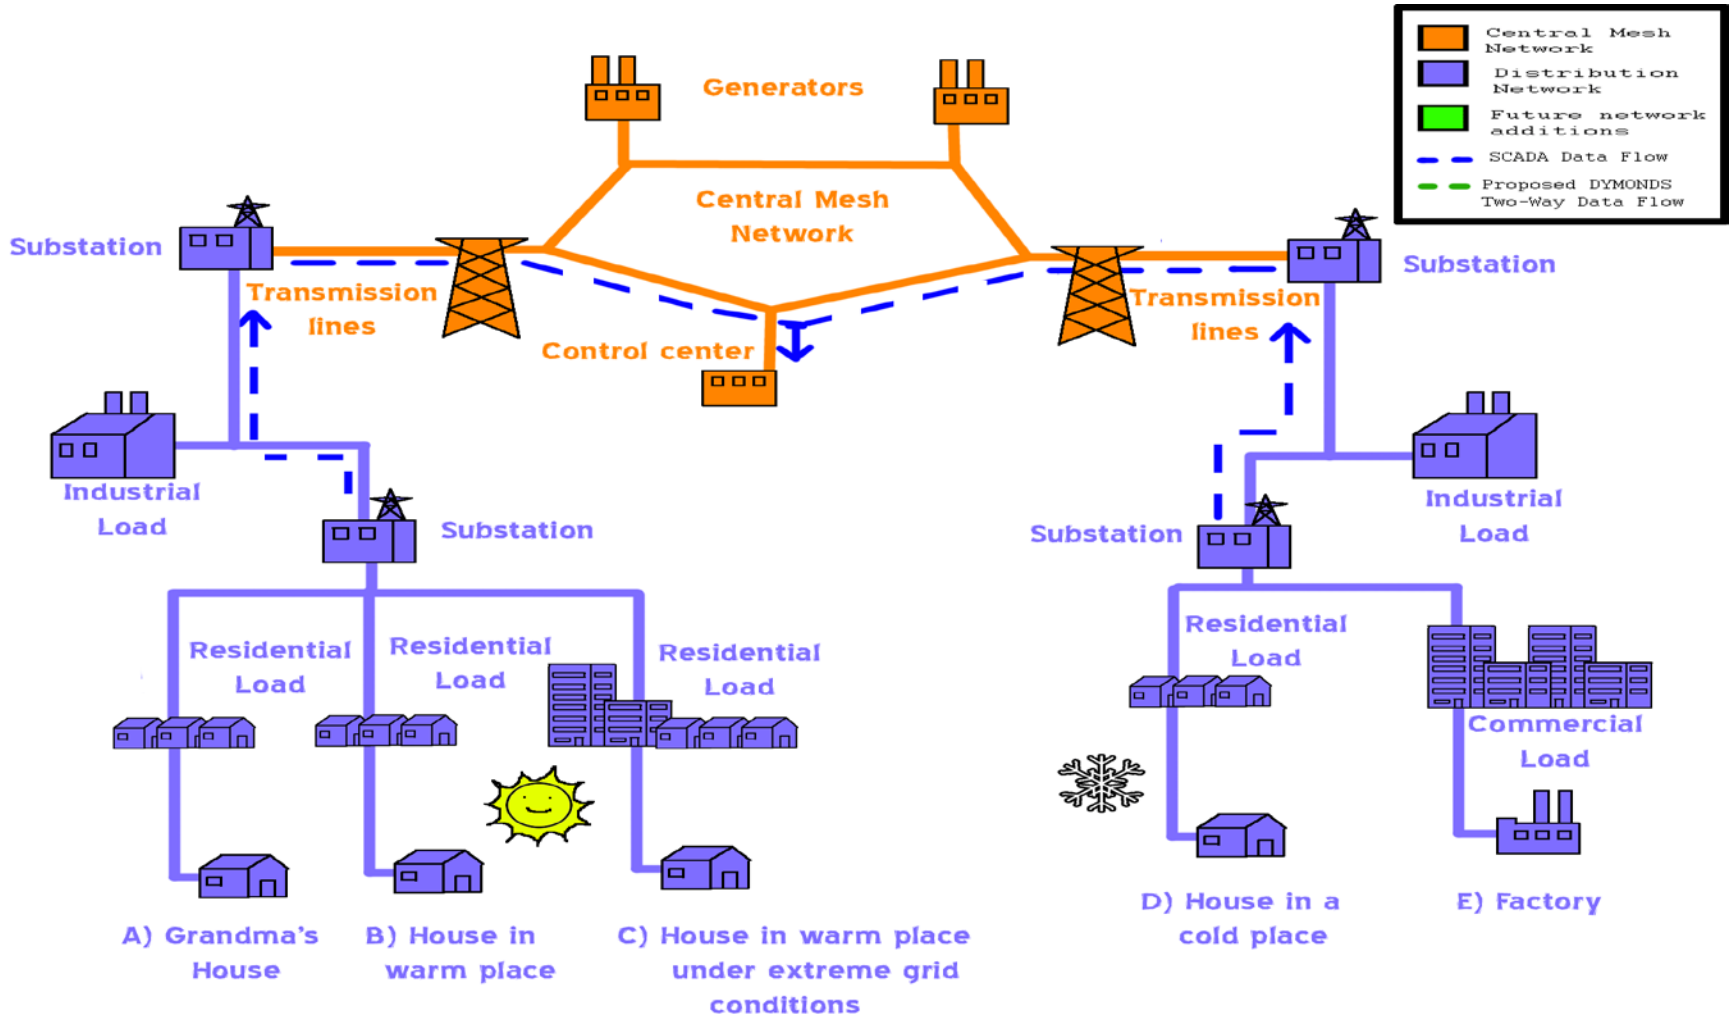 Central Mesh
Network
Distribution
Network
Future network
additions
SCADA Data Flow
Proposed DYMONDS
Two-Way Data Flow
Generators
Central Mesh
Network
Substation
Transmission
lines
Control center
Transmission
lines
Substation
Industrial
Load
Substation
Substation
Industrial
Load
Residential
Load
Residential
Load
Residential
Load
Residential
Load
Commercial
Load
A) Grandma's
House
B) House in
warm place
C) House in warm place
under extreme grid
conditions
D) House in a
cold place
E) Factory